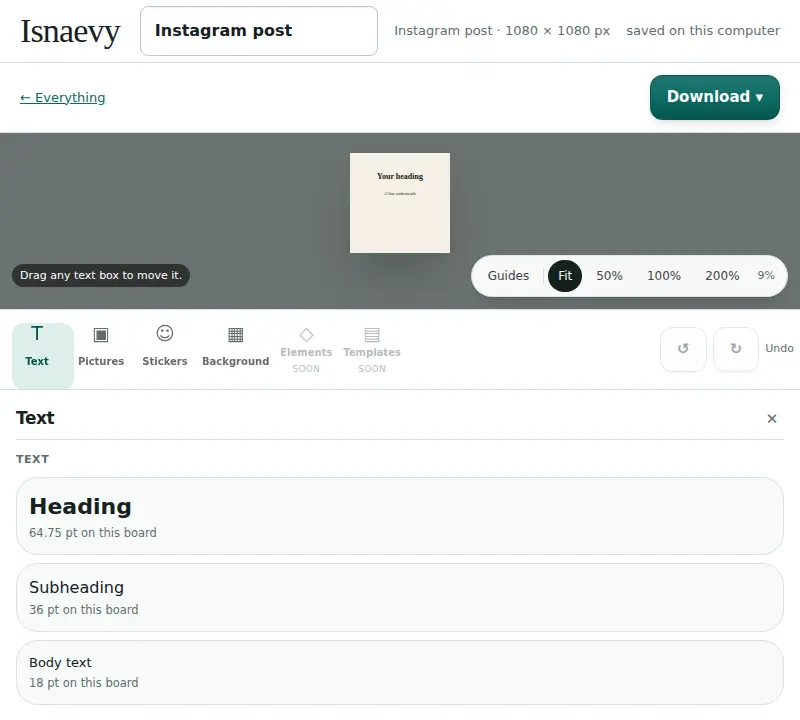 Isnaevy
Instagram post
Instagram post · 1080 × 1080 px
saved on this computer
← Everything
Download ▾
Your heading
A line underneath
Drag any text box to move it.
Guides
Fit
50%
100%
200%
9%
T
Text
Pictures
Stickers
Background
Elements
SOON
Templates
SOON
↺
↻
Undo
Text
✕
TEXT
Heading
64.75 pt on this board
Subheading
36 pt on this board
Body text
18 pt on this board